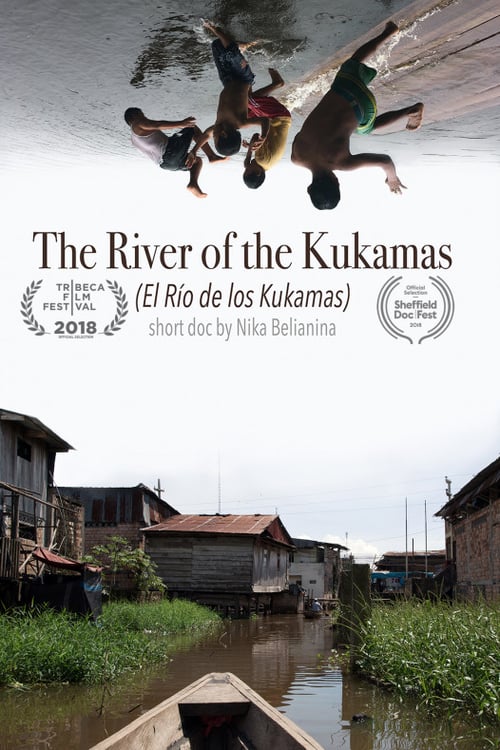 The River of the Kukamas
(El Río de los Kukamas)
short doc by Nika Belianina
TRIBECA
FILM
FESTIVAL
2018
OFFICIAL SELECTION
Official
Selection
Sheffield
Doc|Fest
2018